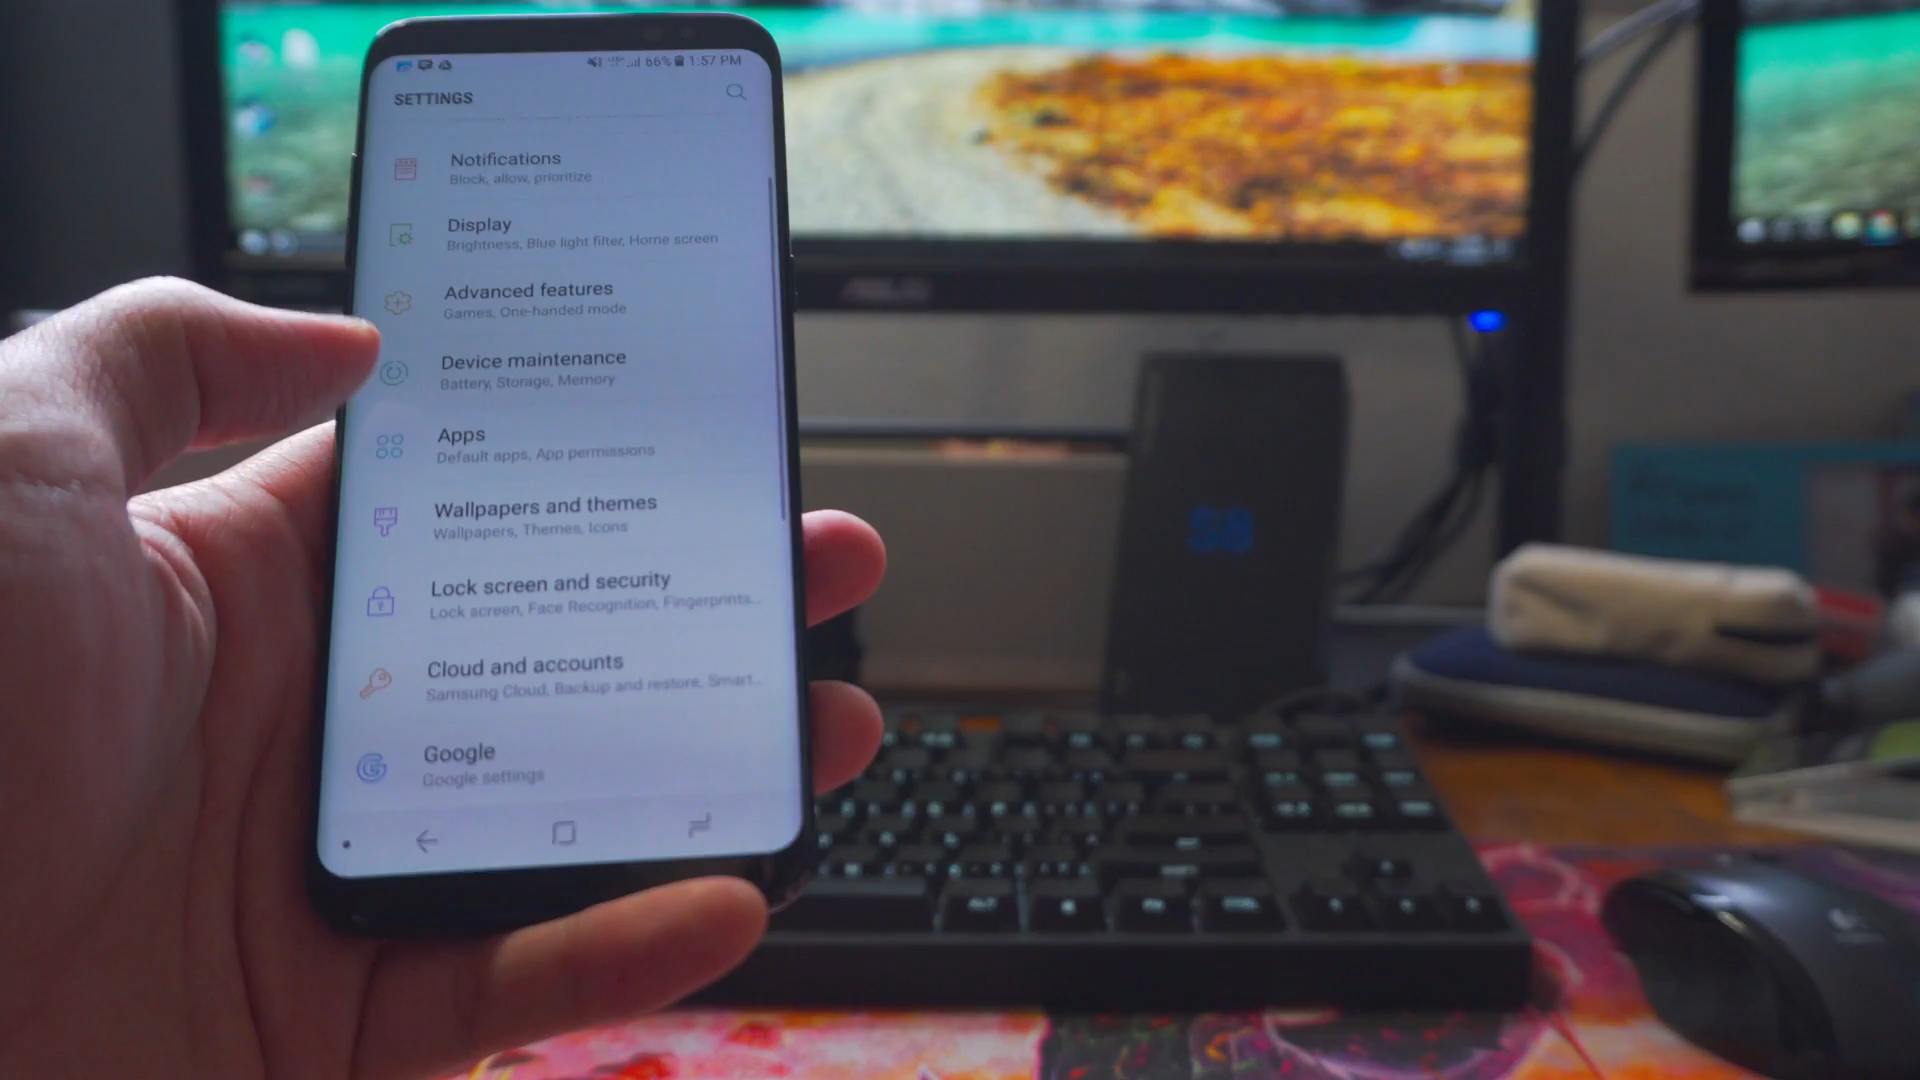 66% 1:57 PM
SETTINGS
Notifications
Block, allow, prioritize
Display
Brightness, Blue light filter, Home screen
Advanced features
Games, One-handed mode
Device maintenance
Battery, Storage, Memory
Apps
Default apps, App permissions
Wallpapers and themes
Wallpapers, Themes, Icons
Lock screen and security
Lock screen, Face Recognition, Fingerprints...
Cloud and accounts
Samsung Cloud, Backup and restore, Smart...
Google
Google settings
S8
ALT